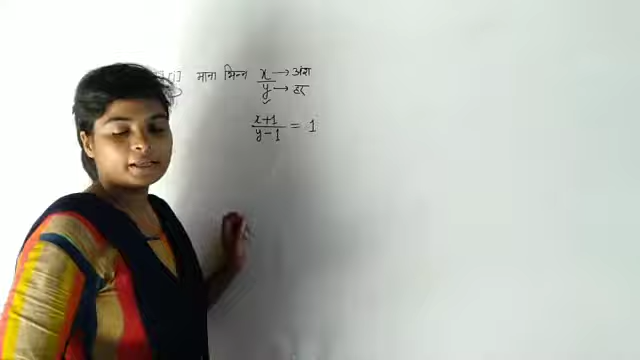 माना भिन्न x/y → अंश
→ हर
x+1/y-1 = 1